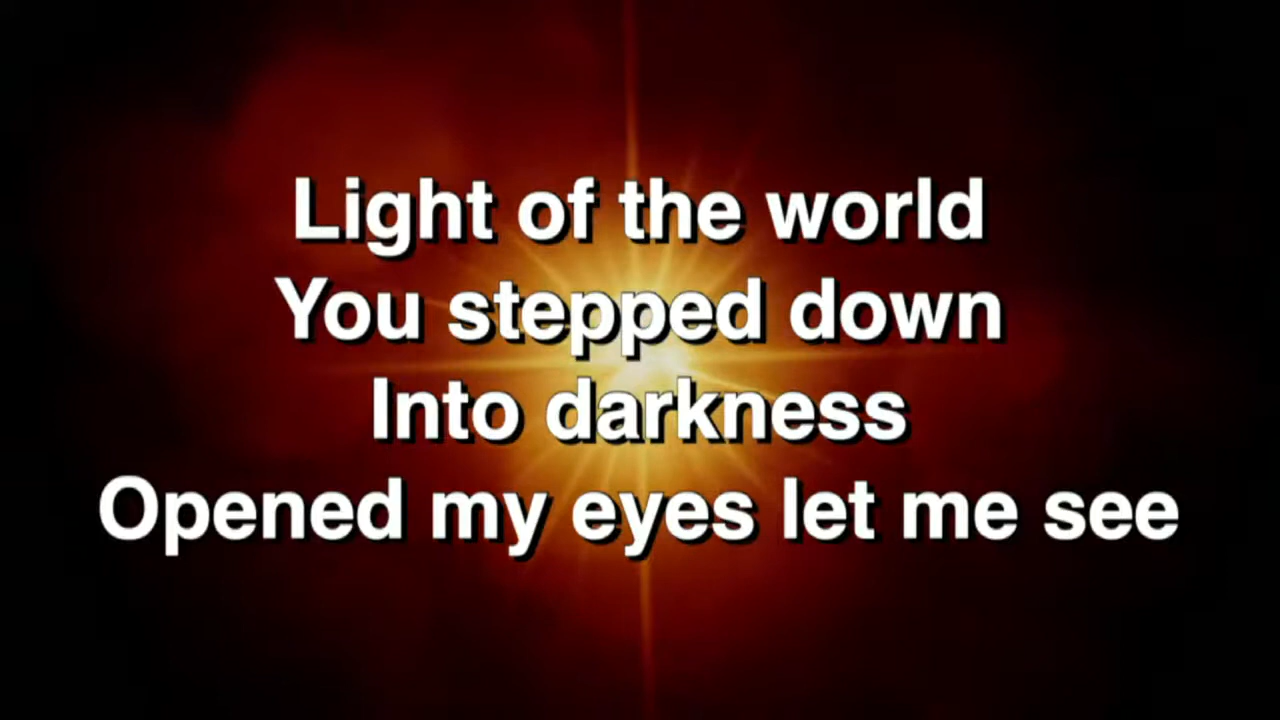 Light of the world
You stepped down
Into darkness
Opened my eyes let me see